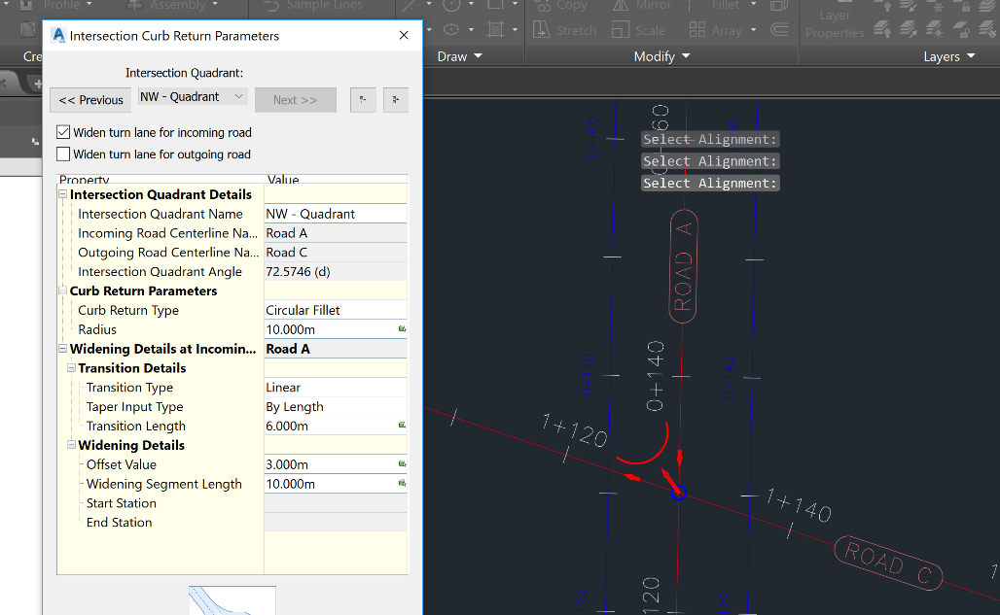 Profile
Assembly
Sample Lines
Copy
Mirror
Fillet
Stretch
Scale
Array
Layer
Properties
Cre
Draw
Modify
Layers
Intersection Curb Return Parameters
Intersection Quadrant:
<< Previous
NW - Quadrant
Next >>
Widen turn lane for incoming road
Widen turn lane for outgoing road
Property Value
Intersection Quadrant Details
Intersection Quadrant Name NW - Quadrant
Incoming Road Centerline Na... Road A
Outgoing Road Centerline Na... Road C
Intersection Quadrant Angle 72.5746 (d)
Curb Return Parameters
Curb Return Type Circular Fillet
Radius 10.000m
Widening Details at Incomin... Road A
Transition Details
Transition Type Linear
Taper Input Type By Length
Transition Length 6.000m
Widening Details
Offset Value 3.000m
Widening Segment Length 10.000m
Start Station
End Station
Select Alignment:
Select Alignment:
Select Alignment:
ROAD A
0+140
1+120
1+140
ROAD C
120